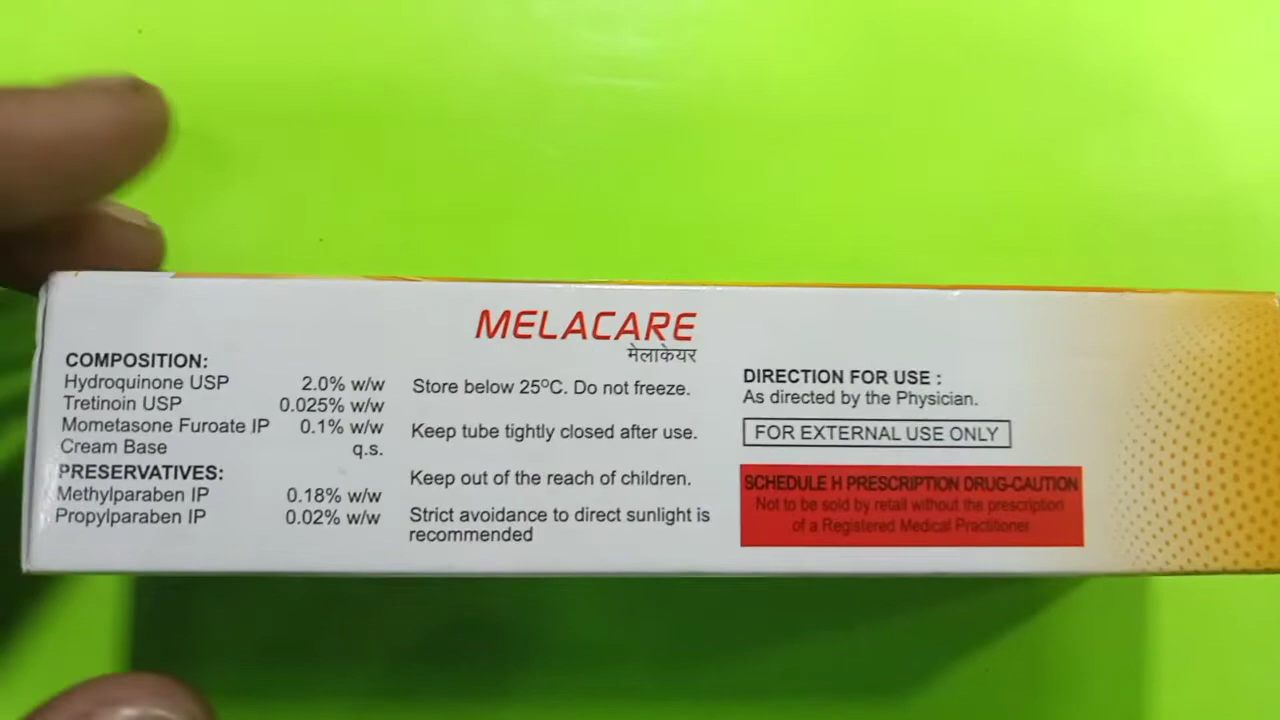 MELACARE
मेलाकेयर
COMPOSITION:
Hydroquinone USP 2.0% w/w
Tretinoin USP 0.025% w/w
Mometasone Furoate IP 0.1% w/w
Cream Base q.s.
PRESERVATIVES:
Methylparaben IP 0.18% w/w
Propylparaben IP 0.02% w/w
Store below 25⁰C. Do not freeze.
Keep tube tightly closed after use.
Keep out of the reach of children.
Strict avoidance to direct sunlight is
recommended
DIRECTION FOR USE :
As directed by the Physician.
FOR EXTERNAL USE ONLY
SCHEDULE H PRESCRIPTION DRUG-CAUTION
Not to be sold by retail without the prescription
of a Registered Medical Practitioner.